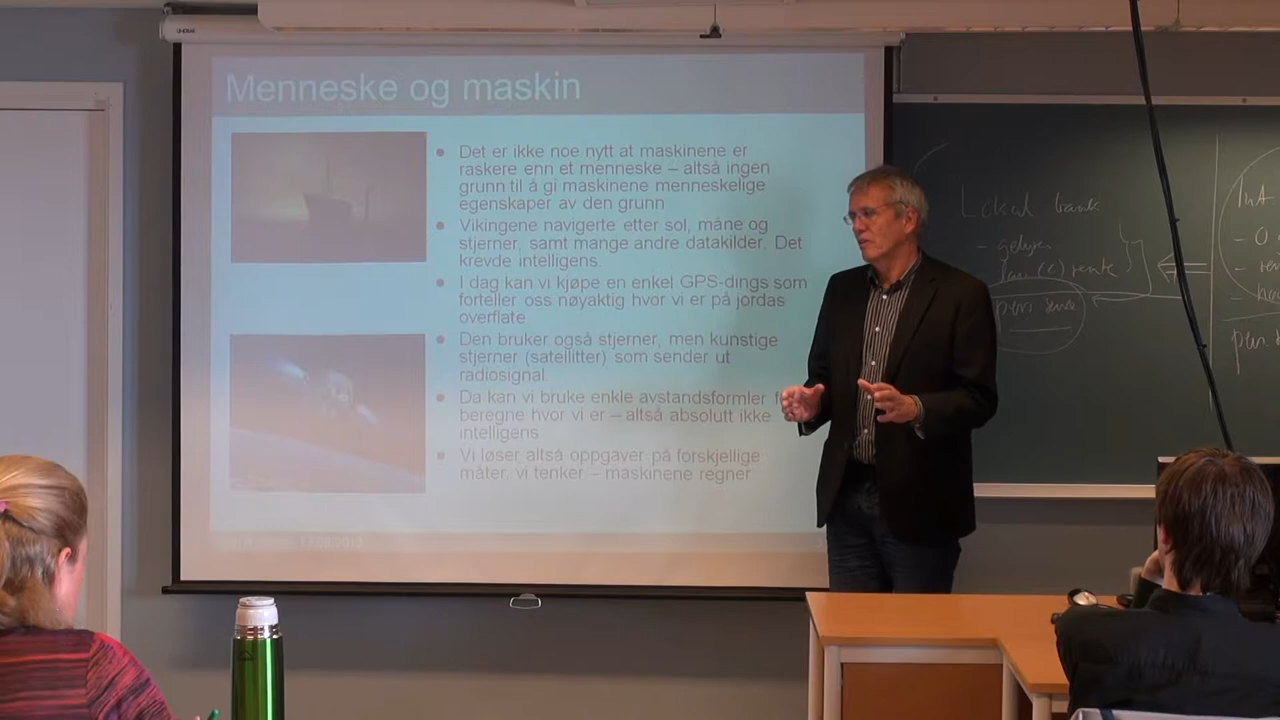 Menneske og maskin
Det er ikke noe nytt at maskinene er
raskere enn et menneske – altså ingen
grunn til å gi maskinene menneskelige
egenskaper av den grunn
Vikingene navigerte etter sol, måne og
stjerner, samt mange andre datakilder. Det
krevde intelligens.
I dag kan vi kjøpe en enkel GPS-dings som
forteller oss nøyaktig hvor vi er på jordas
overflate
Den bruker også stjerner, men kunstige
stjerner (satellitter) som sender ut
radiosignal.
Da kan vi bruke enkle avstandsformler
beregne hvor vi er – altså absolutt ikke
intelligens
Vi løser altså oppgaver på forskjellige
måter: vi tenker – maskinene regner
bank
rente